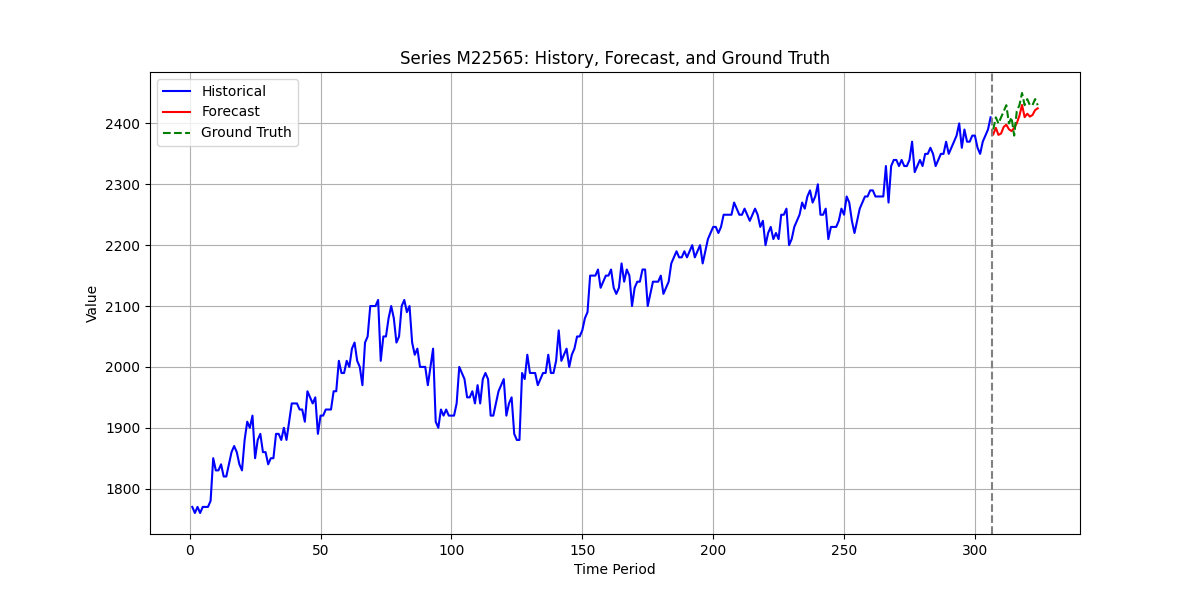 Series M22565: History, Forecast, and Ground Truth
Historical
Forecast
Ground Truth
2400
2300
2200
2100
2000
1900
1800
Value
0 50 100 150 200 250 300
Time Period